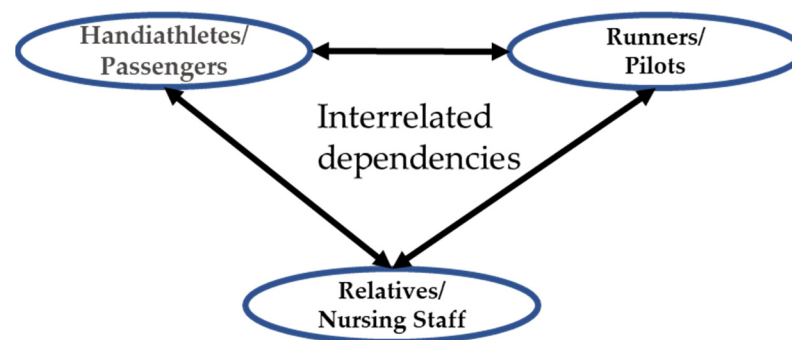 Handiathletes/
Passengers
Runners/
Pilots
Interrelated
dependencies
Relatives/
Nursing Staff